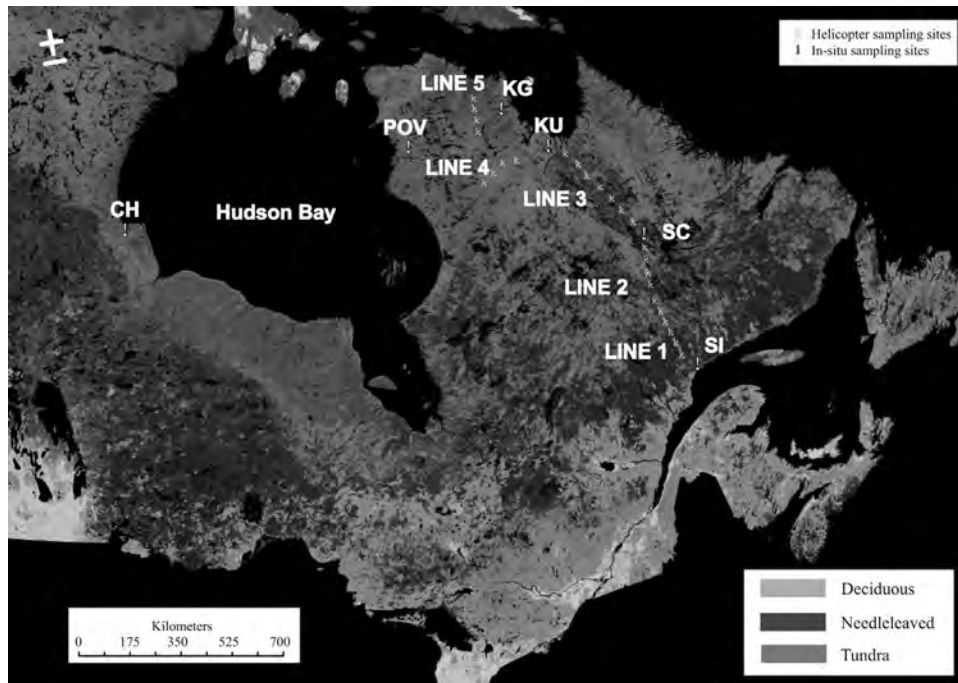 Helicopter sampling sites
In-situ sampling sites
LINE 5
KG
POV
KU
LINE 4
LINE 3
CH
Hudson Bay
SC
LINE 2
LINE 1
SI
Kilometers
0 175 350 525 700
Deciduous
Needleleaved
Tundra